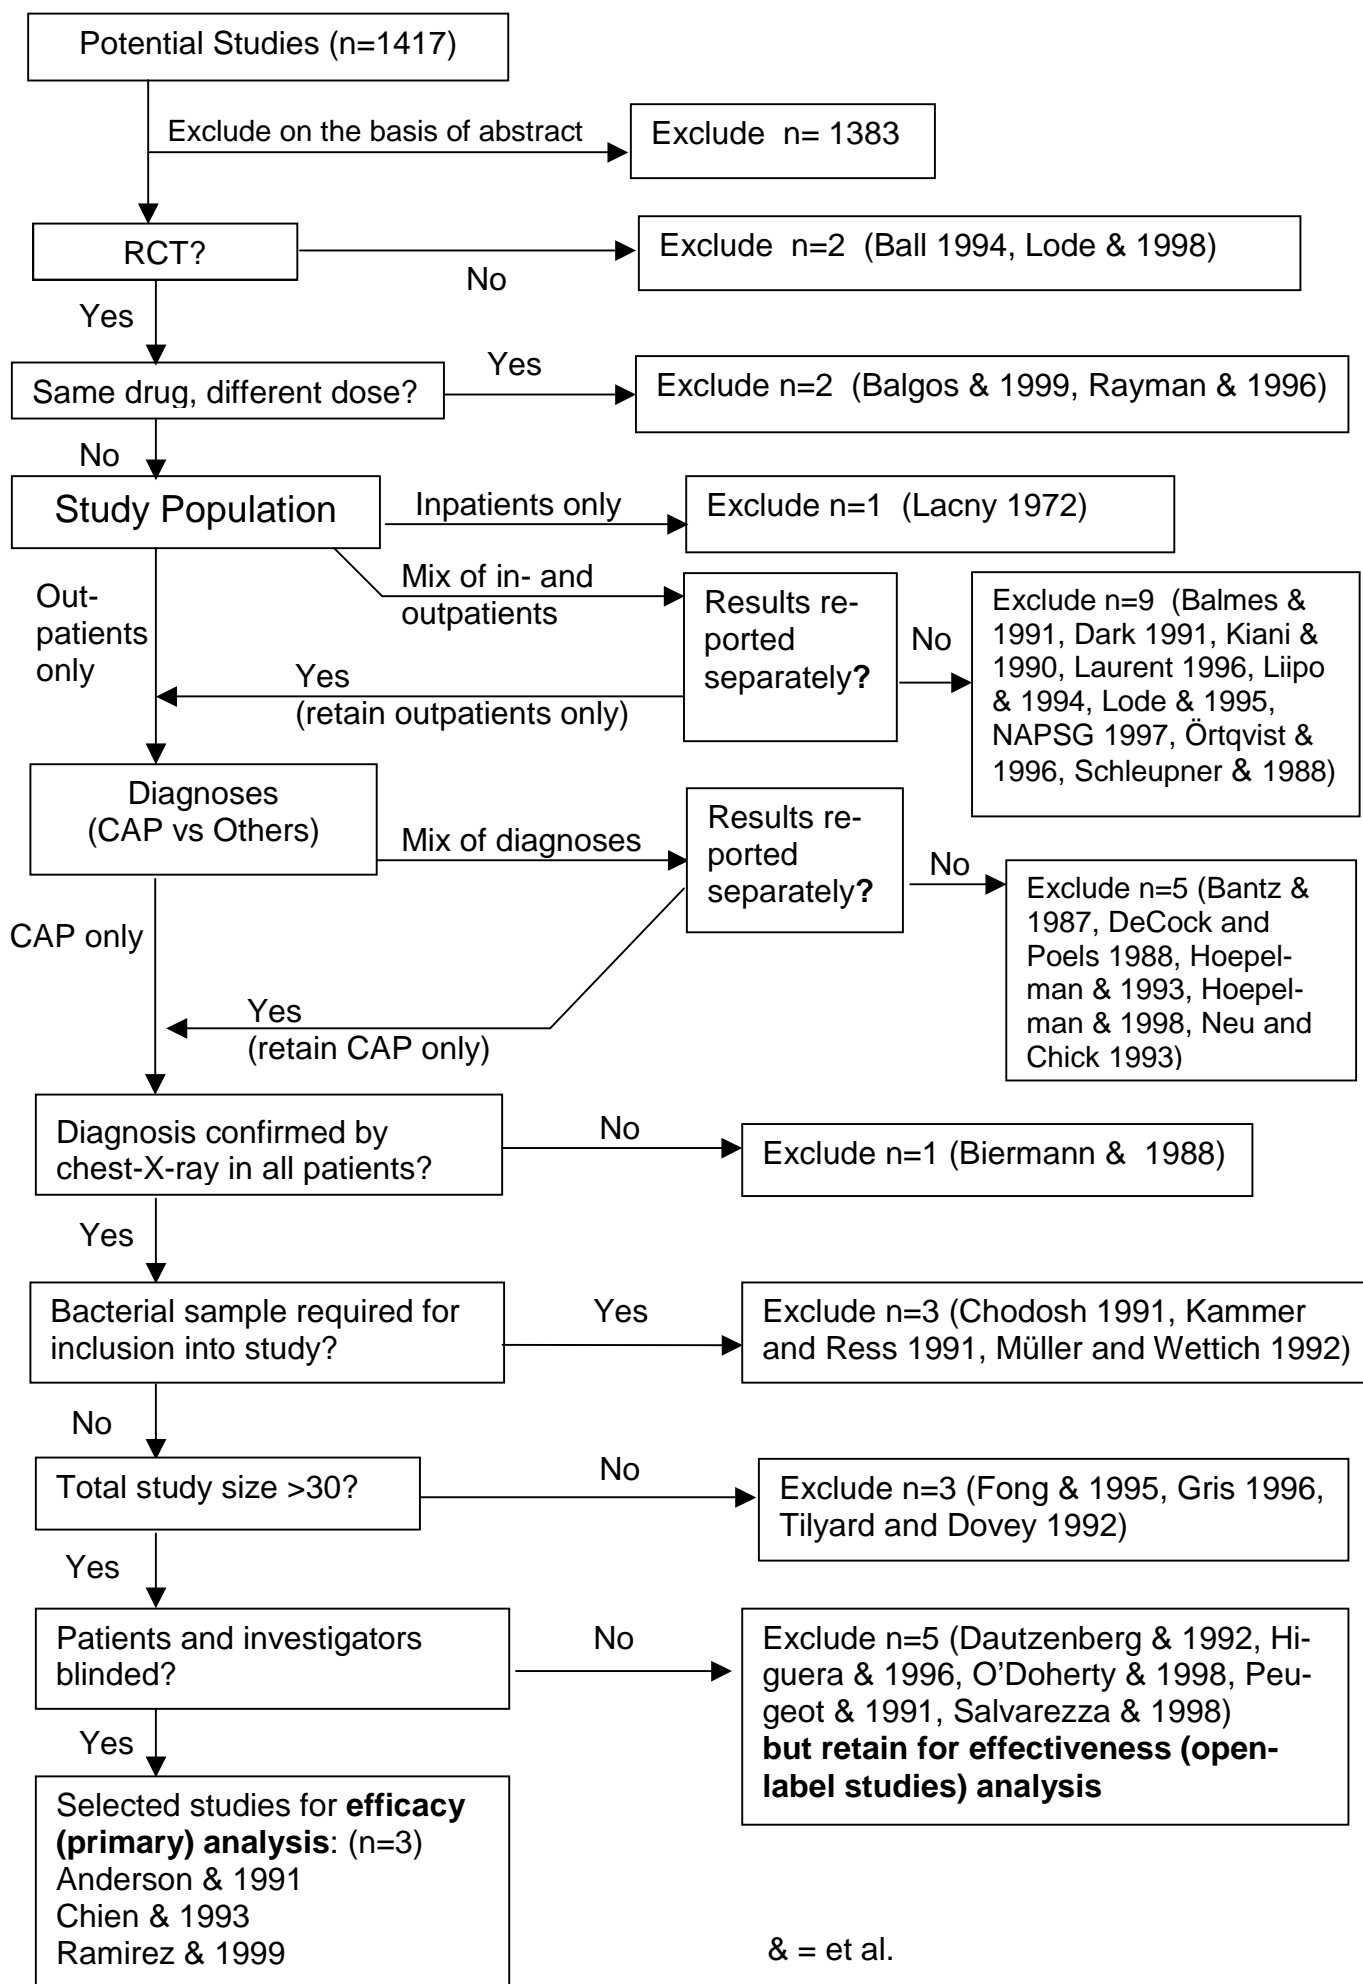 Potential Studies (n=1417)
Exclude on the basis of abstract
Exclude n= 1383
RCT?
No
Exclude n=2 (Ball 1994, Lode & 1998)
Yes
Same drug, different dose?
Yes
Exclude n=2 (Balgos & 1999, Rayman & 1996)
No
Study Population
Inpatients only
Exclude n=1 (Lacny 1972)
Mix of in- and
outpatients
Out-
patients
only
Results re-
ported
separately?
No
Exclude n=9 (Balmes &
1991, Dark 1991, Kiani &
1990, Laurent 1996, Liipo
& 1994, Lode & 1995,
NAPSG 1997, Örtqvist &
1996, Schleupner & 1988)
Yes
(retain outpatients only)
Diagnoses
(CAP vs Others)
Mix of diagnoses
Results re-
ported
separately?
No
Exclude n=5 (Bantz &
1987, DeCock and
Poels 1988, Hoepel-
man & 1993, Hoepel-
man & 1998, Neu and
Chick 1993)
CAP only
Yes
(retain CAP only)
Diagnosis confirmed by
chest-X-ray in all patients?
No
Exclude n=1 (Biermann & 1988)
Yes
Bacterial sample required for
inclusion into study?
Yes
Exclude n=3 (Chodosh 1991, Kammer
and Ress 1991, Müller and Wettich 1992)
No
Total study size >30?
No
Exclude n=3 (Fong & 1995, Gris 1996,
Tilyard and Dovey 1992)
Yes
Patients and investigators
blinded?
No
Exclude n=5 (Dautzenberg & 1992, Hi-
guera & 1996, O'Doherty & 1998, Peu-
geot & 1991, Salvarezza & 1998)
but retain for effectiveness (open-
label studies) analysis
Yes
Selected studies for efficacy
(primary) analysis: (n=3)
Anderson & 1991
Chien & 1993
Ramirez & 1999
& = et al.